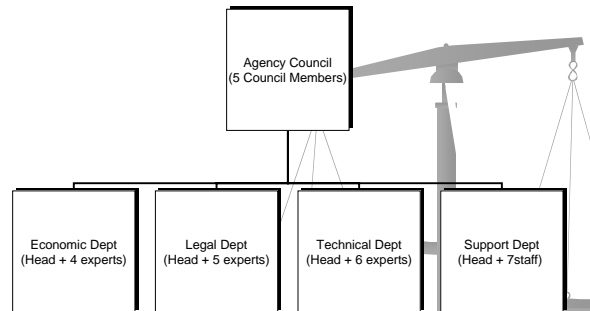 Agency Council
(5 Council Members)
Economic Dept
(Head + 4 experts)
Legal Dept
(Head + 5 experts)
Technical Dept
(Head + 6 experts)
Support Dept
(Head + 7staff)